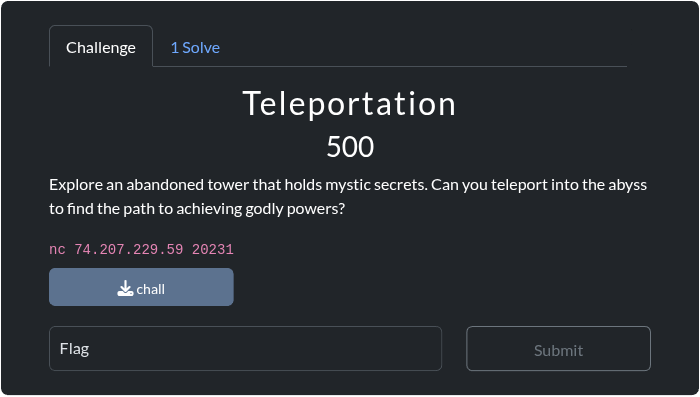 Challenge
1 Solve
Teleportation
500
Explore an abandoned tower that holds mystic secrets. Can you teleport into the abyss
to find the path to achieving godly powers?
nc 74.207.229.59 20231
chall
Flag
Submit